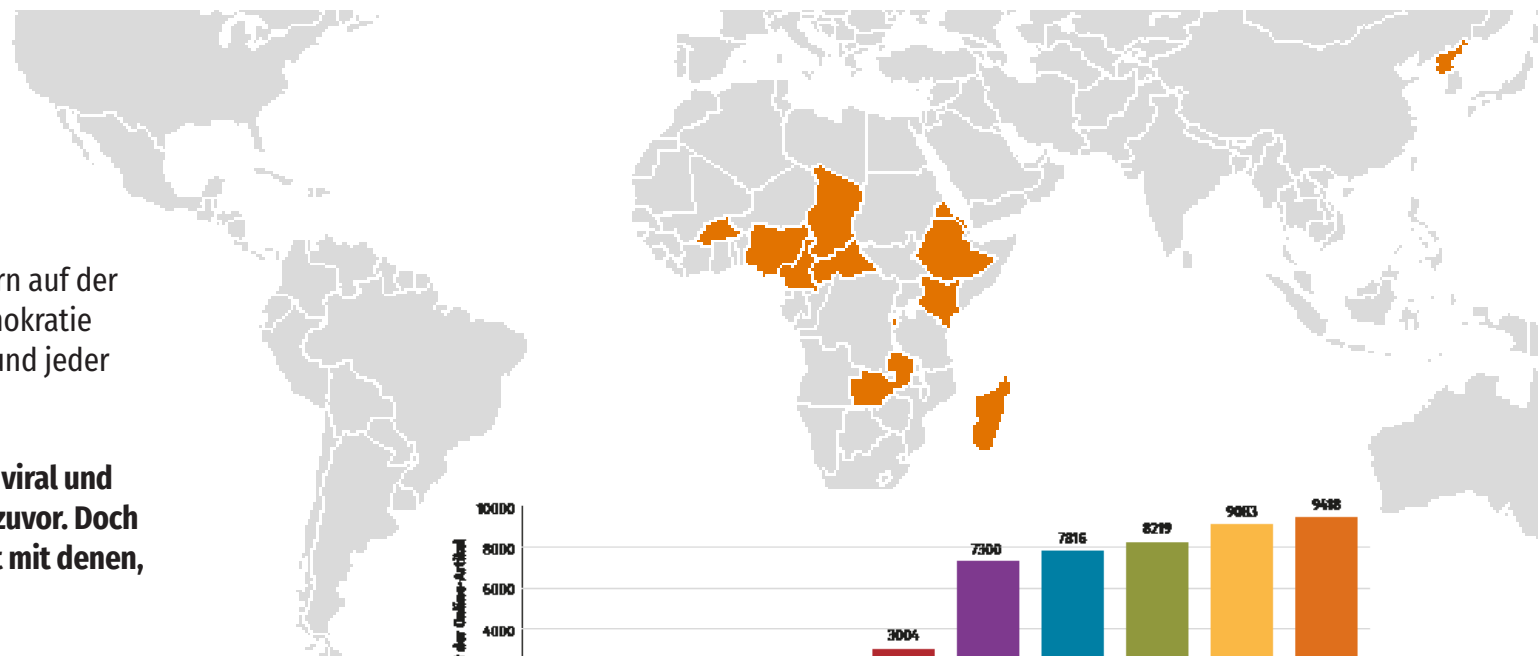 rn auf der
nokratie
und jeder
viral und
zuvor. Doch
t mit denen,
der Online-Artikel
10000
8000
6000
4000
3004
7300
7816
8219
9083
9418